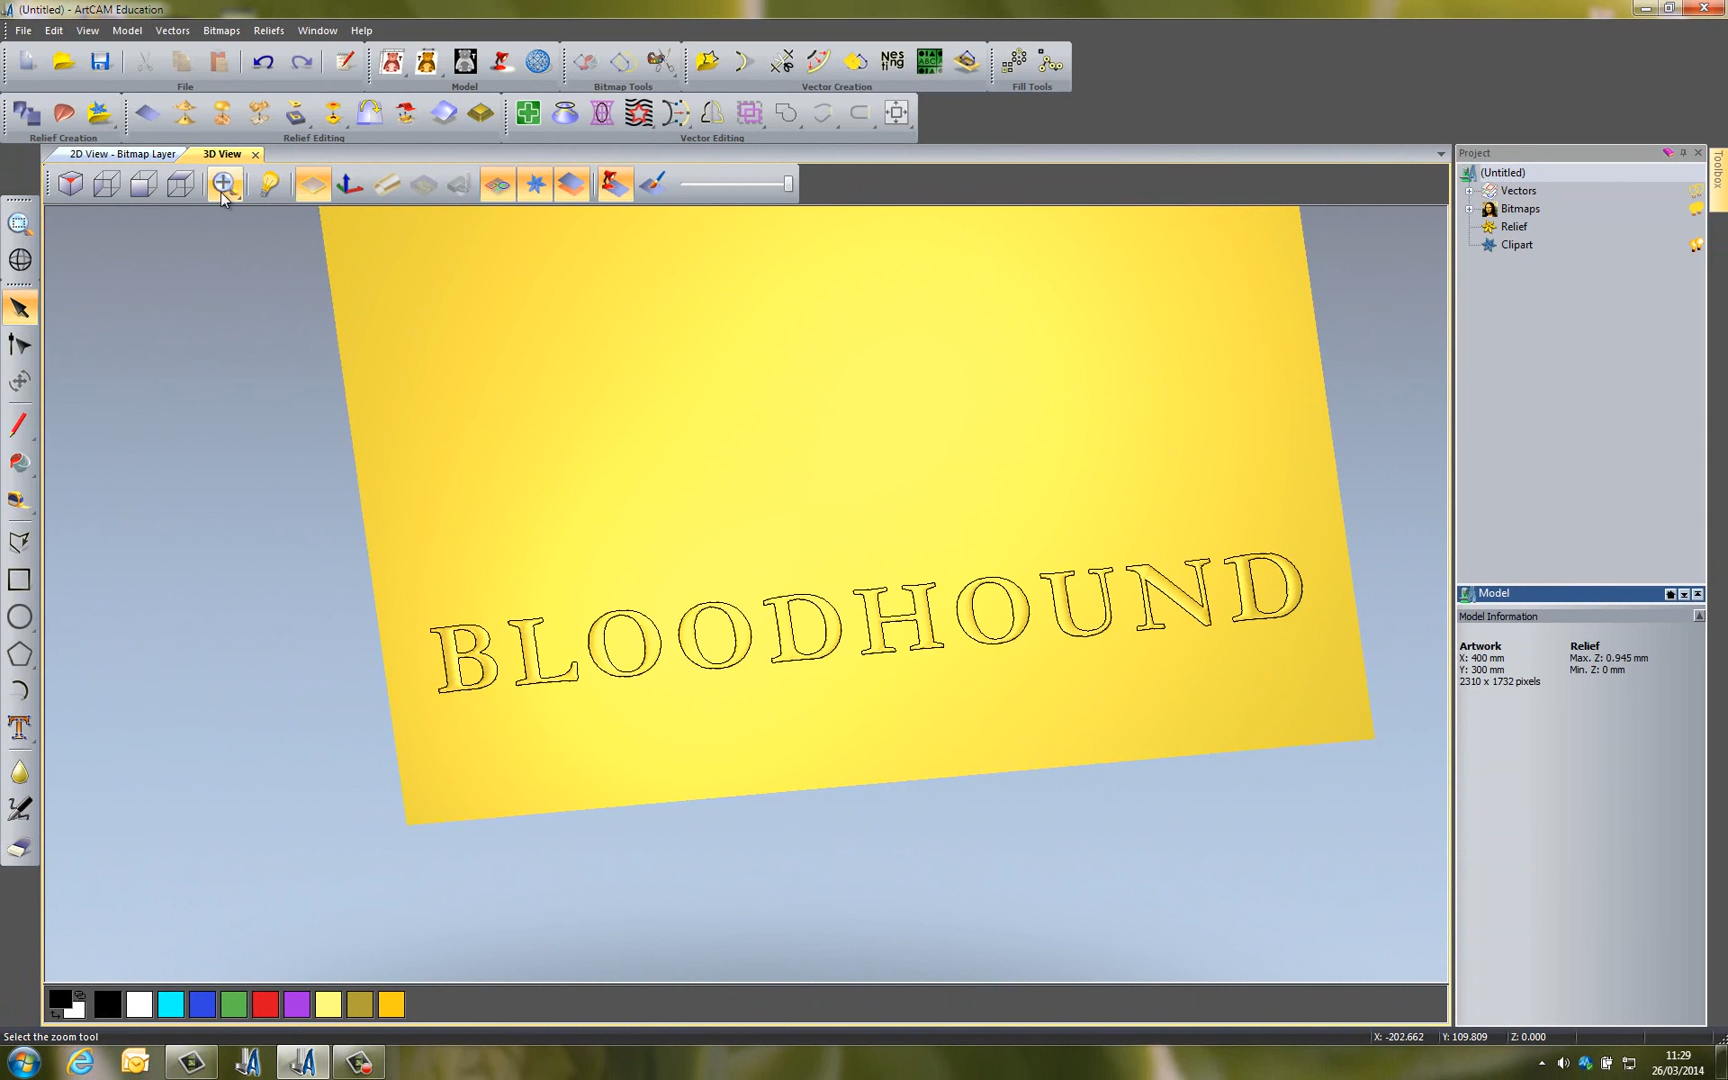 (Untitled) - ArtCAM Education
File Edit View Model Vectors Bitmaps Reliefs Window Help
Nes
ting
File Model Bitmap Tools Vector Creation Fill Tools
Relief Creation Relief Editing Vector Editing
2D View - Bitmap Layer 3D View
Project
Toolbox
(Untitled)
Vectors
Bitmaps
Relief
Clipart
BLOODHOUND
Model
Model Information
Artwork Relief
X: 400 mm Max. Z: 0.945 mm
Y: 300 mm Min. Z: 0 mm
2310 x 1732 pixels
Select the zoom tool X: -202.662 Y: 109.809 Z: 0.000
11:29
26/03/2014